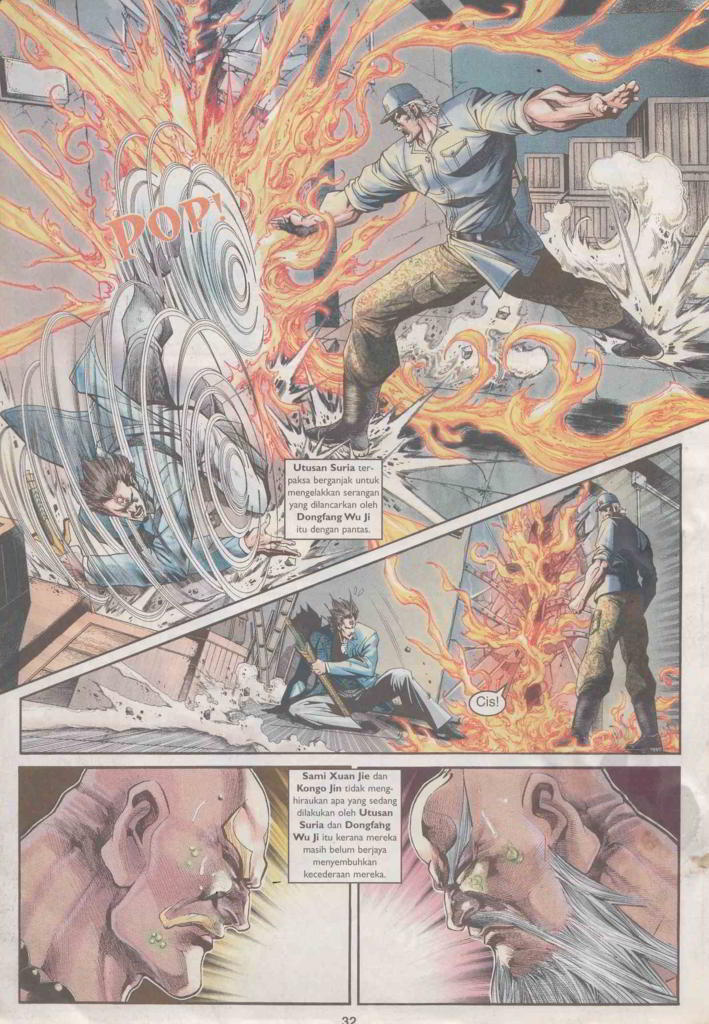 POP!
Utusan Suria ter-
paksa berganjak untuk
mengelakkan serangan
yang dilancarkan oleh
Dongfang Wu Ji
itu dengan pantas.
Cis!
Sami Xuan Jie dan
Kongo Jin tidak meng-
hiraukan apa yang sedang
dilakukan oleh Utusan
Suria dan Dongfang
Wu Ji itu kerana mereka
masih belum berjaya
menyembuhkan
kecederaan mereka.
32